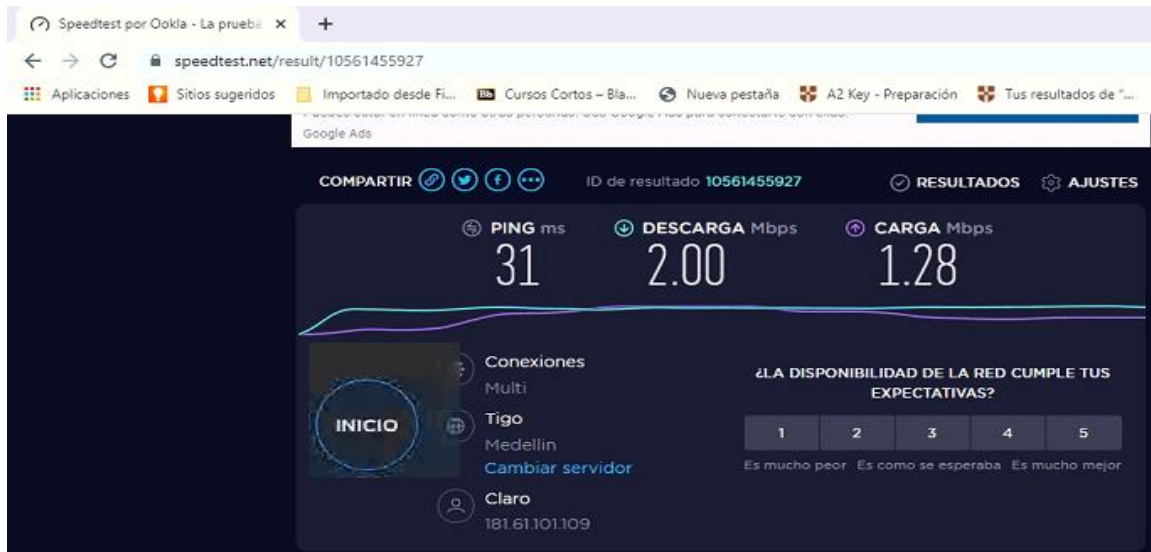 Speedtest por Ookla - La prueba
speedtest.net/result/10561455927
Aplicaciones Sitios sugeridos Importado desde Fi... Bb Cursos Cortos – Bla... Nueva pestaña A2 Key - Preparación Tus resultados de "...
Google Ads
COMPARTIR ID de resultado 10561455927 RESULTADOS AJUSTES
PING ms DESCARGA Mbps CARGA Mbps
31 2.00 1.28
Conexiones
Multi
¿LA DISPONIBILIDAD DE LA RED CUMPLE TUS
EXPECTATIVAS?
INICIO
Tigo
Medellin
Cambiar servidor
1 2 3 4 5
Es mucho peor Es como se esperaba Es mucho mejor
Claro
181.61.101.109